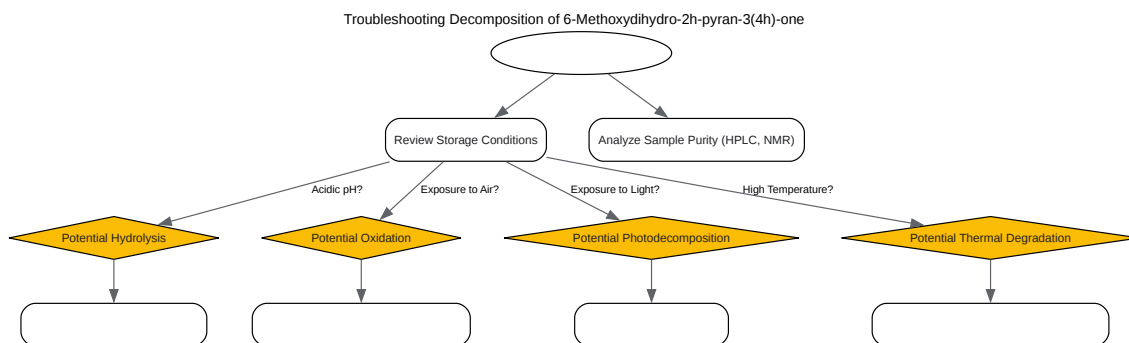 Troubleshooting Decomposition of 6-Methoxydihydro-2h-pyran-3(4h)-one
Review Storage Conditions
Analyze Sample Purity (HPLC, NMR)
Acidic pH?
Exposure to Air?
Exposure to Light?
High Temperature?
Potential Hydrolysis
Potential Oxidation
Potential Photodecomposition
Potential Thermal Degradation